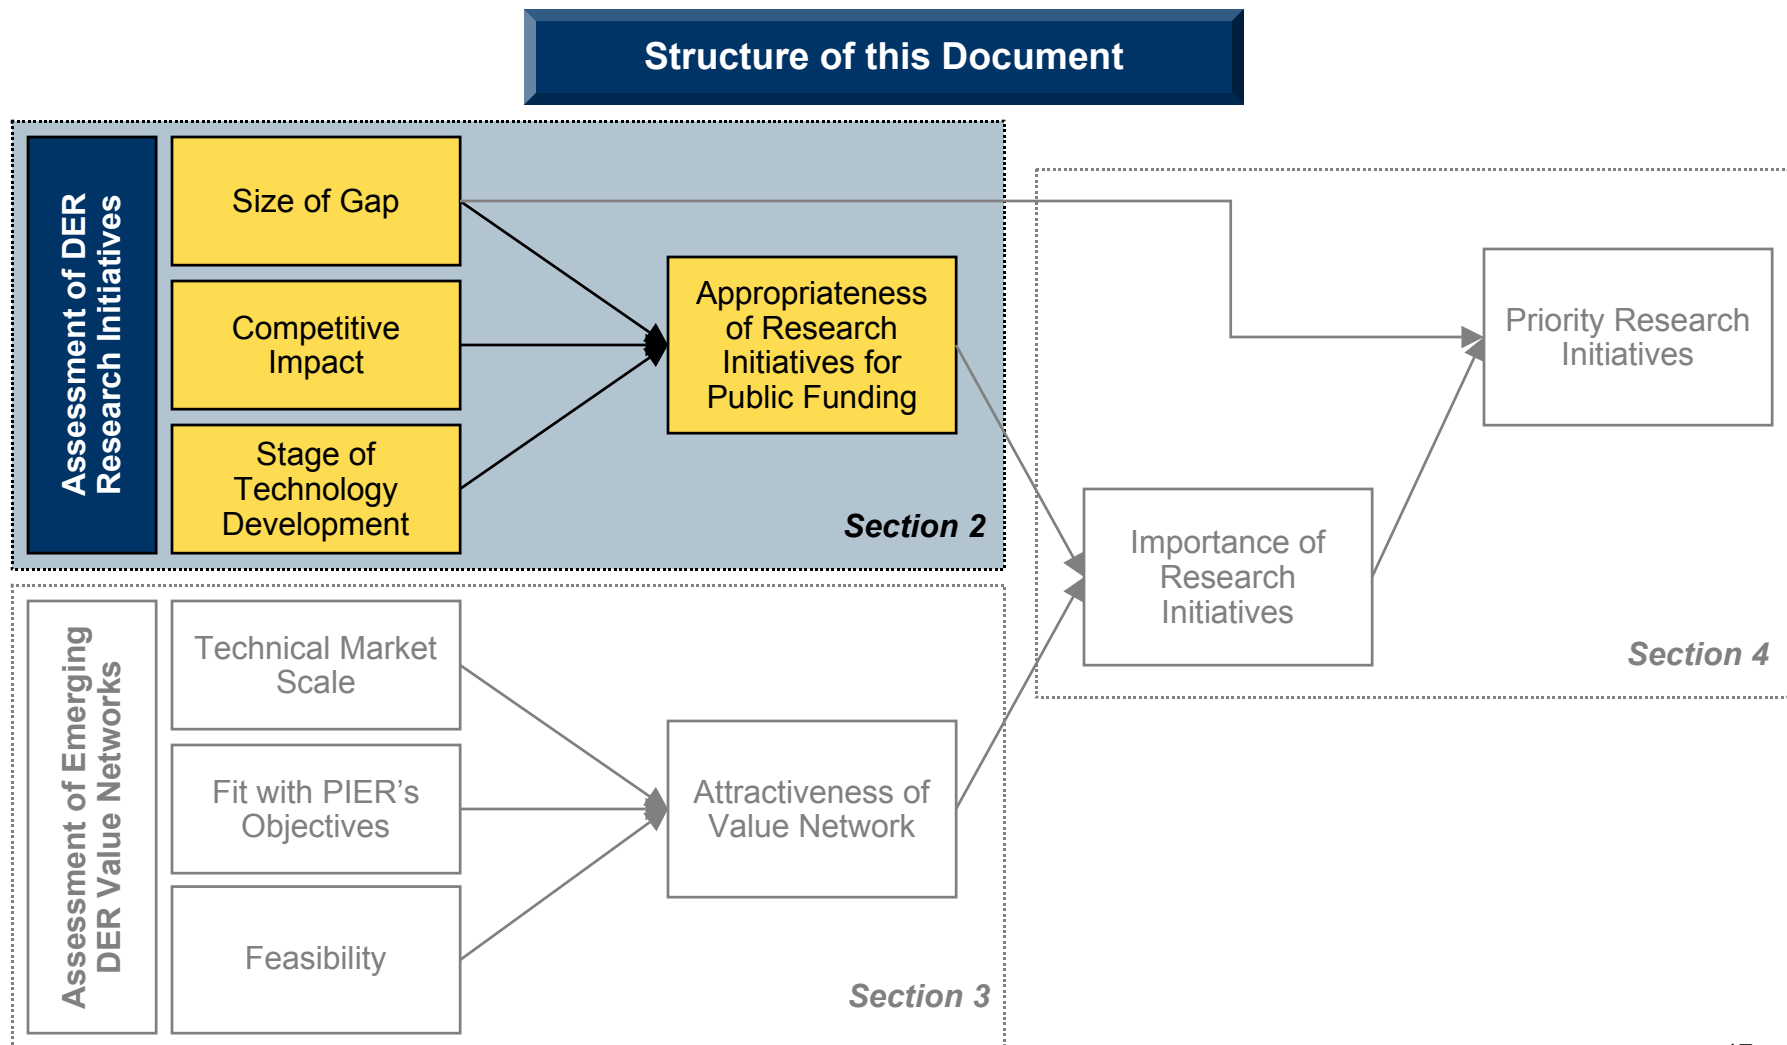 Structure of this Document
Assessment of DER
Research Initiatives
Size of Gap
Competitive
Impact
Stage of
Technology
Development
Appropriateness
of Research
Initiatives for
Public Funding
Section 2
Priority Research
Initiatives
Importance of
Research
Initiatives
Section 4
Assessment of Emerging
DER Value Networks
Technical Market
Scale
Fit with PIER’s
Objectives
Feasibility
Attractiveness of
Value Network
Section 3